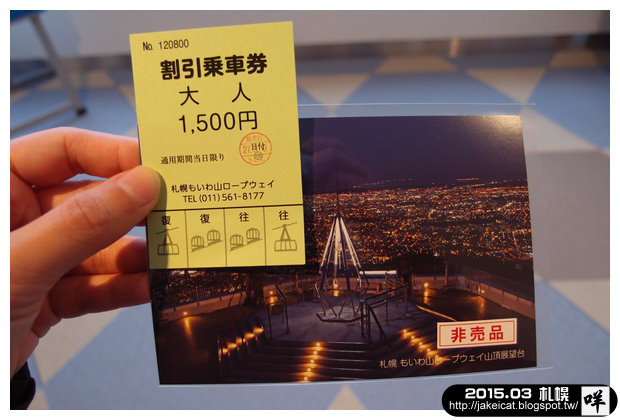 No. 120800
割引乗車券
大 人
1,500円
日付
通用期間当日限り
札幌もいわ山ロープウェイ
TEL (011) 561-8177
復 復 往 往
非売品
札幌 もいわ山ロープウェイ山頂展望台
2015.03 札幌
http://jakeicat.blogspot.tw/
咩